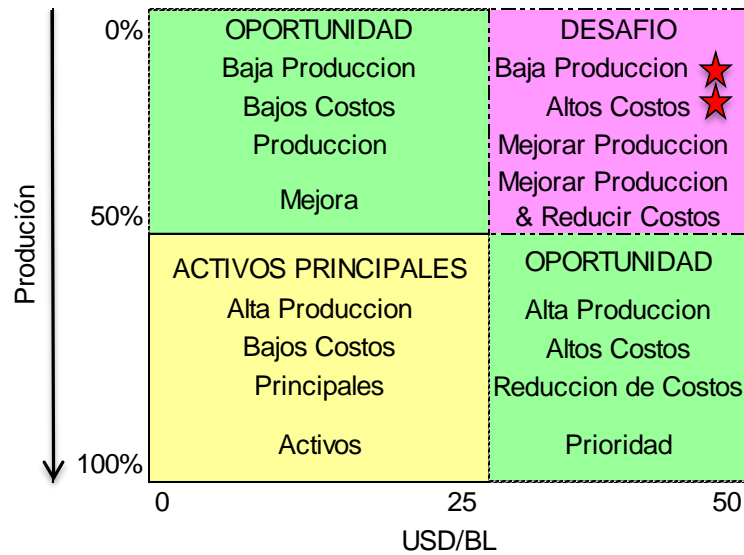 Produción
0%
50%
100%
OPORTUNIDAD
Baja Produccion
Bajos Costos
Produccion
Mejora
DESAFIO
Baja Produccion
Altos Costos
Mejorar Produccion
Mejorar Produccion
& Reducir Costos
ACTIVOS PRINCIPALES
Alta Produccion
Bajos Costos
Principales
Activos
OPORTUNIDAD
Alta Produccion
Altos Costos
Reduccion de Costos
Prioridad
0
25
50
USD/BL